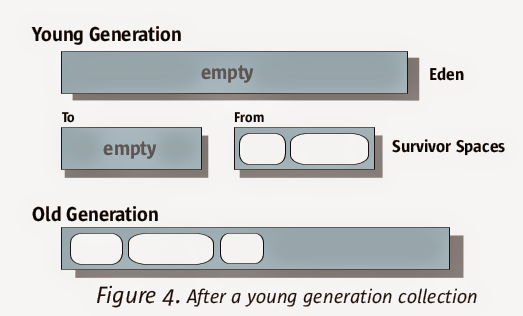 Young Generation
empty
Eden
To
From
empty
Survivor Spaces
Old Generation
Figure 4. After a young generation collection